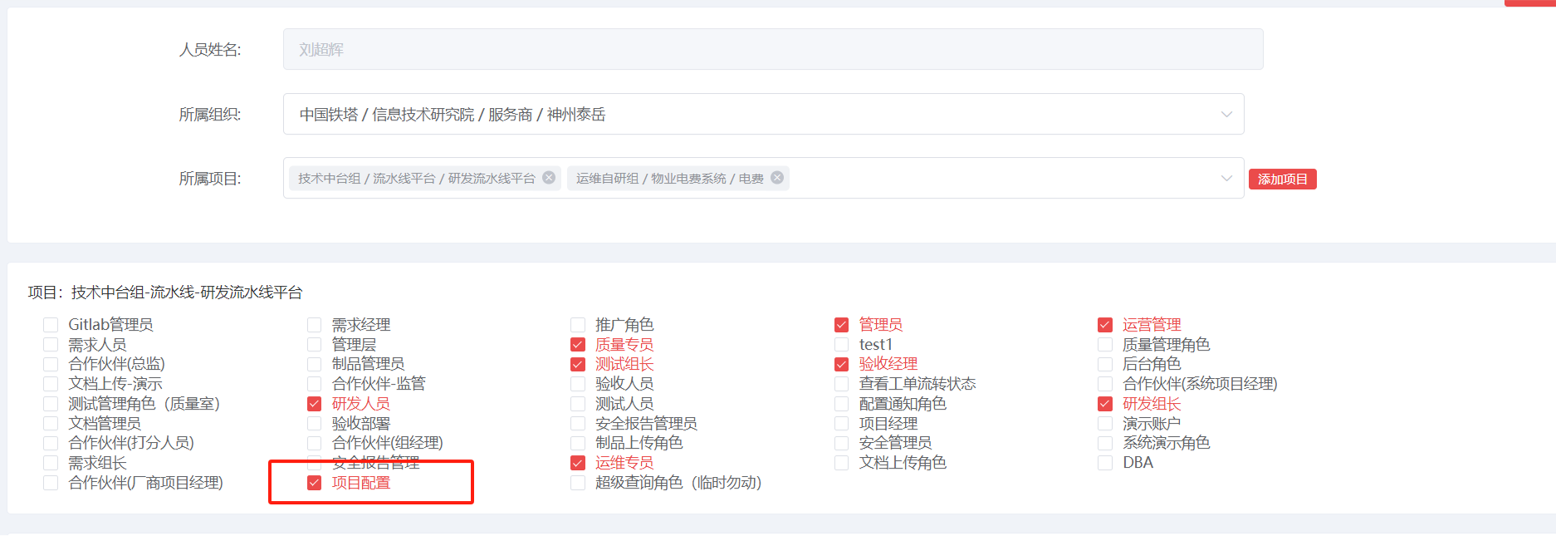 人员姓名: 刘超辉
所属组织: 中国铁塔 / 信息技术研究院 / 服务商 / 神州泰岳
所属项目: 技术中台组 / 流水线平台 / 研发流水线平台 运维自研组 / 物业电费系统 / 电费 添加项目
项目：技术中台组-流水线-研发流水线平台
Gitlab管理员 需求经理 推广角色 管理员 运营管理
需求人员 管理层 质量专员 test1 质量管理角色
合作伙伴(总监) 制品管理员 测试组长 验收经理 后台角色
文档上传-演示 合作伙伴-监管 验收人员 查看工单流转状态 合作伙伴(系统项目经理)
测试管理角色（质量室） 研发人员 测试人员 配置通知角色 研发组长
文档管理员 验收部署 安全报告管理员 项目经理 演示账户
合作伙伴(打分人员) 合作伙伴(组经理) 制品上传角色 安全管理员 系统演示角色
需求组长 安全报告管理 运维专员 文档上传角色 DBA
合作伙伴(厂商项目经理) 项目配置 超级查询角色（临时勿动）